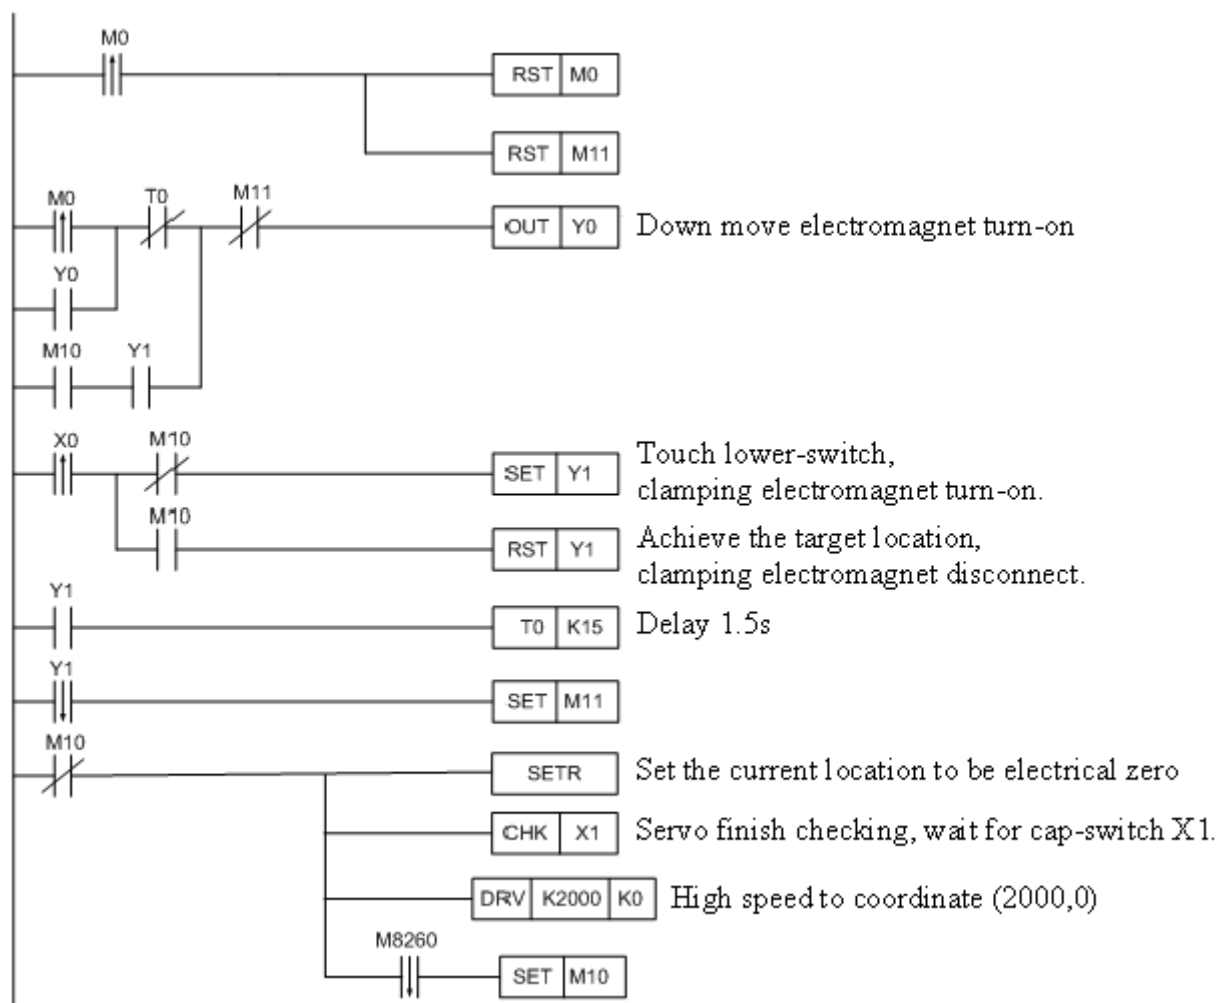 M0
RST M0
RST M11
M0 T0 M11
OUT Y0 Down move electromagnet turn-on
Y0
M10 Y1
X0 M10
SET Y1 Touch lower-switch,
clamping electromagnet turn-on.
M10
RST Y1 Achieve the target location,
clamping electromagnet disconnect.
Y1
T0 K15 Delay 1.5s
Y1
SET M11
M10
SETR Set the current location to be electrical zero
CHK X1 Servo finish checking, wait for cap-switch X1.
DRV K2000 K0 High speed to coordinate (2000,0)
M8260
SET M10